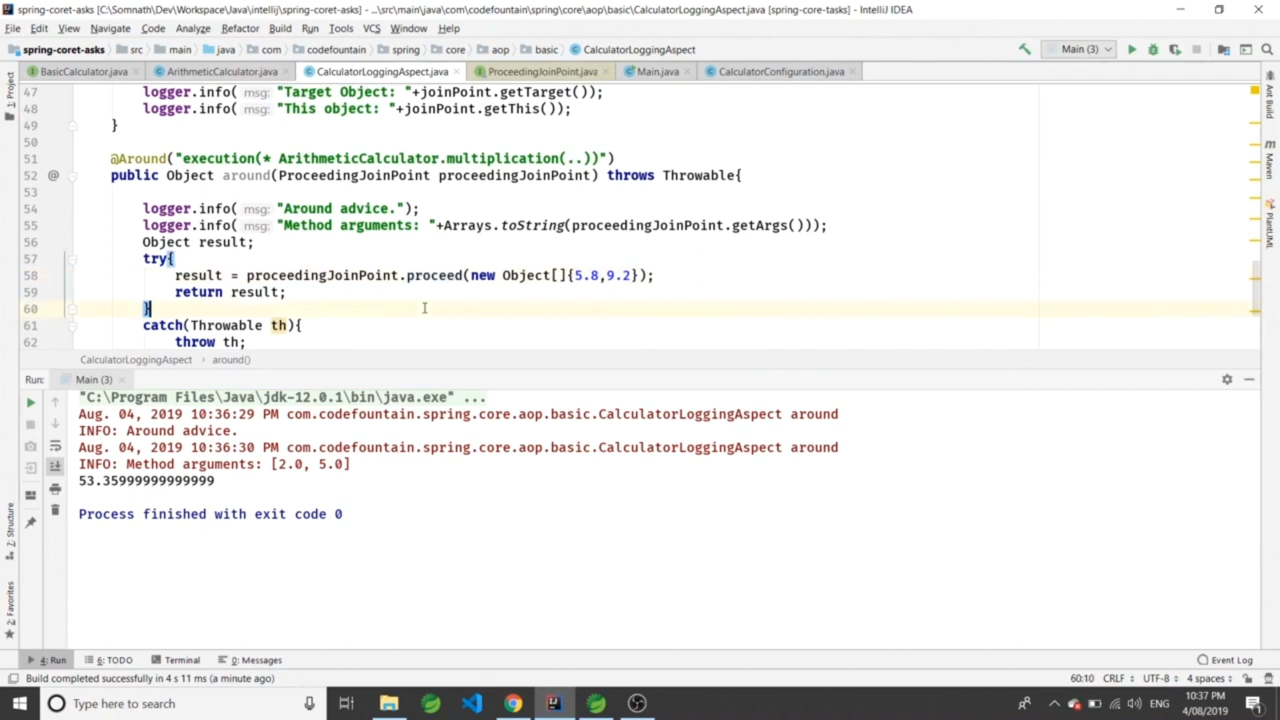 spring-coret-asks [C:\Somnath\Dev\Workspace\Java\intellij\spring-coret-asks] - ...\src\main\java\com\codefountain\spring\core\aop\basic\CalculatorLoggingAspect.java [spring-core-tasks] - IntelliJ IDEA
File Edit View Navigate Code Analyze Refactor Build Run Tools VCS Window Help
spring-coret-asks src main java com codefountain spring core aop basic CalculatorLoggingAspect Main (3)
BasicCalculator.java ArithmeticCalculator.java CalculatorLoggingAspect.java ProceedingJoinPoint.java Main.java CalculatorConfiguration.java
1: Project
Ant Build
Maven
PlantUML
47 logger.info( msg: "Target Object: "+joinPoint.getTarget());
48 logger.info( msg: "This object: "+joinPoint.getThis());
49 }
50
51 @Around("execution(* ArithmeticCalculator.multiplication(..))")
52 public Object around(ProceedingJoinPoint proceedingJoinPoint) throws Throwable{
53
54 logger.info( msg: "Around advice.");
55 logger.info( msg: "Method arguments: "+Arrays.toString(proceedingJoinPoint.getArgs()));
56 Object result;
57 try{
58 result = proceedingJoinPoint.proceed(new Object[]{5.8,9.2});
59 return result;
60 }
61 catch(Throwable th){
62 throw th;
CalculatorLoggingAspect › around()
Run: Main (3)
"C:\Program Files\Java\jdk-12.0.1\bin\java.exe" ...
Aug. 04, 2019 10:36:29 PM com.codefountain.spring.core.aop.basic.CalculatorLoggingAspect around
INFO: Around advice.
Aug. 04, 2019 10:36:30 PM com.codefountain.spring.core.aop.basic.CalculatorLoggingAspect around
INFO: Method arguments: [2.0, 5.0]
53.35999999999999
Process finished with exit code 0
Z: Structure
2: Favorites
4: Run 6: TODO Terminal 0: Messages Event Log
Build completed successfully in 4 s 11 ms (a minute ago) 60:10 CRLF UTF-8 4 spaces
Type here to search ENG 10:37 PM
4/08/2019 1